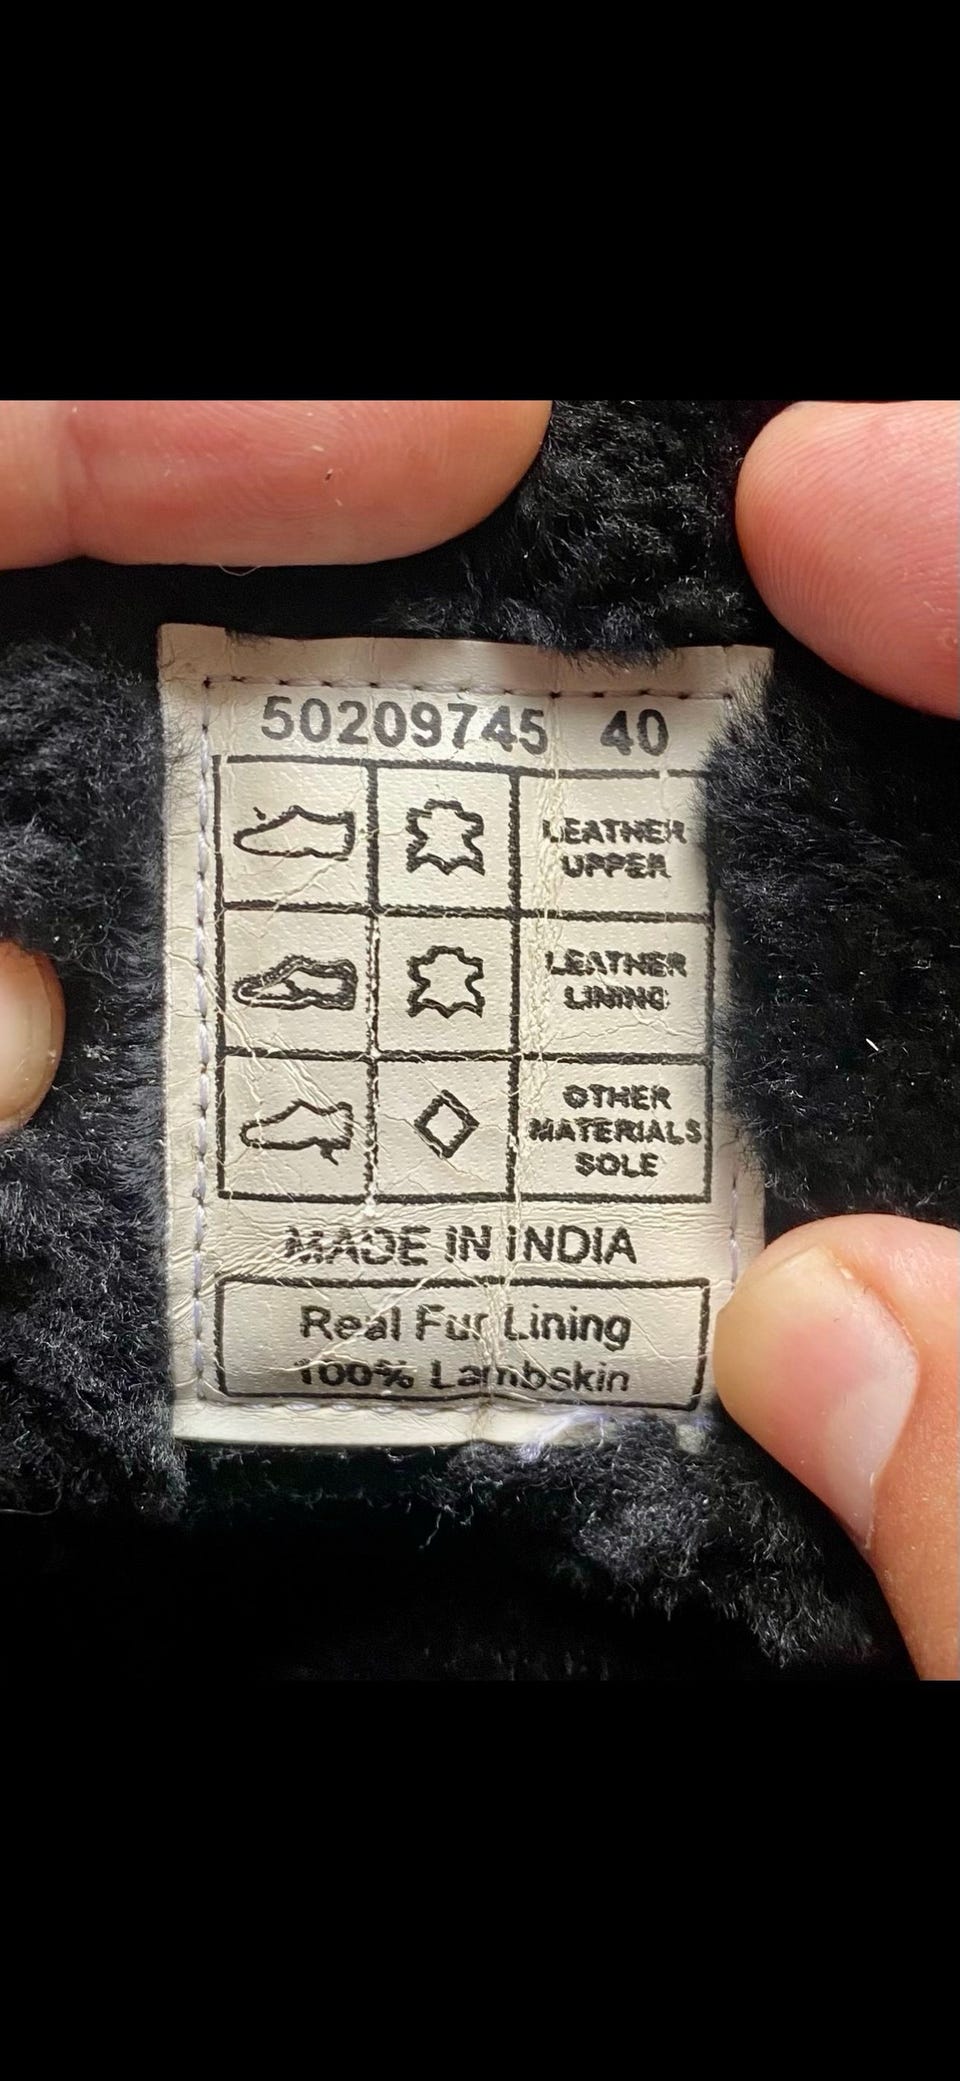 50209745 40
LEATHER
UPPER
LEATHER
LINING
OTHER
MATERIALS
SOLE
MADE IN INDIA
Real Fur Lining
100% Lambskin